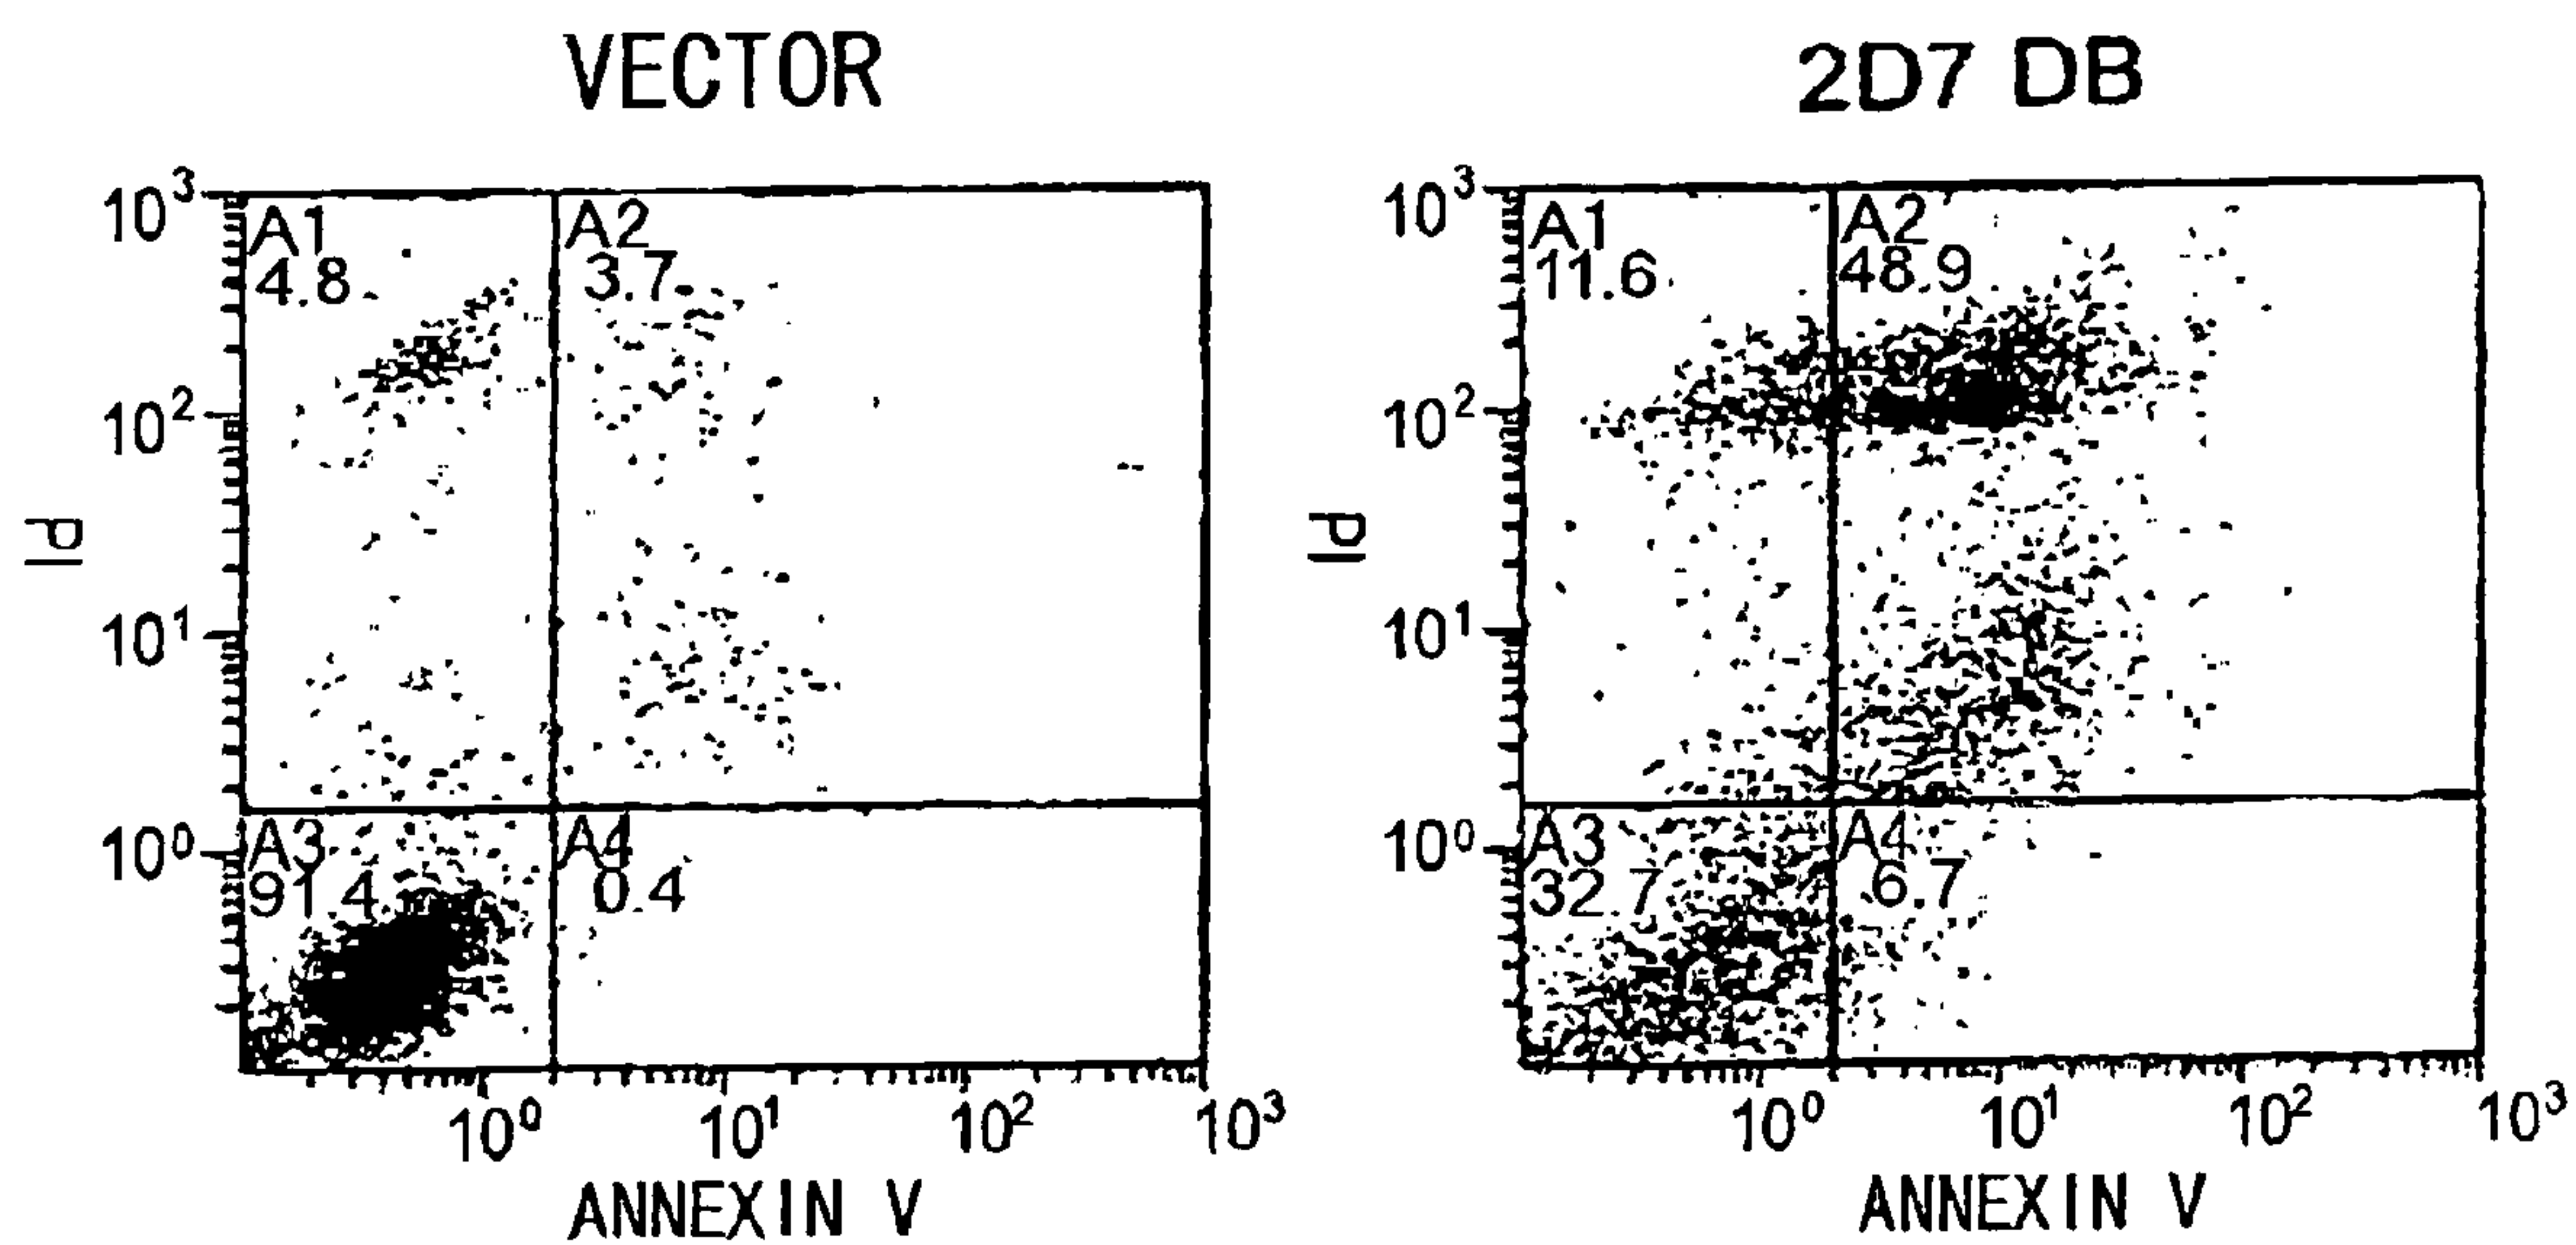 VECTOR
10³
A1
4.8
A2
3.7
10²
PI
10¹
10⁰
A3
91.4
A4
0.4
10⁰ 10¹ 10² 10³
ANNEXIN V
2D7 DB
10³
A1
11.6
A2
48.9
10²
PI
10¹
10⁰
A3
32.7
A4
6.7
10⁰ 10¹ 10² 10³
ANNEXIN V